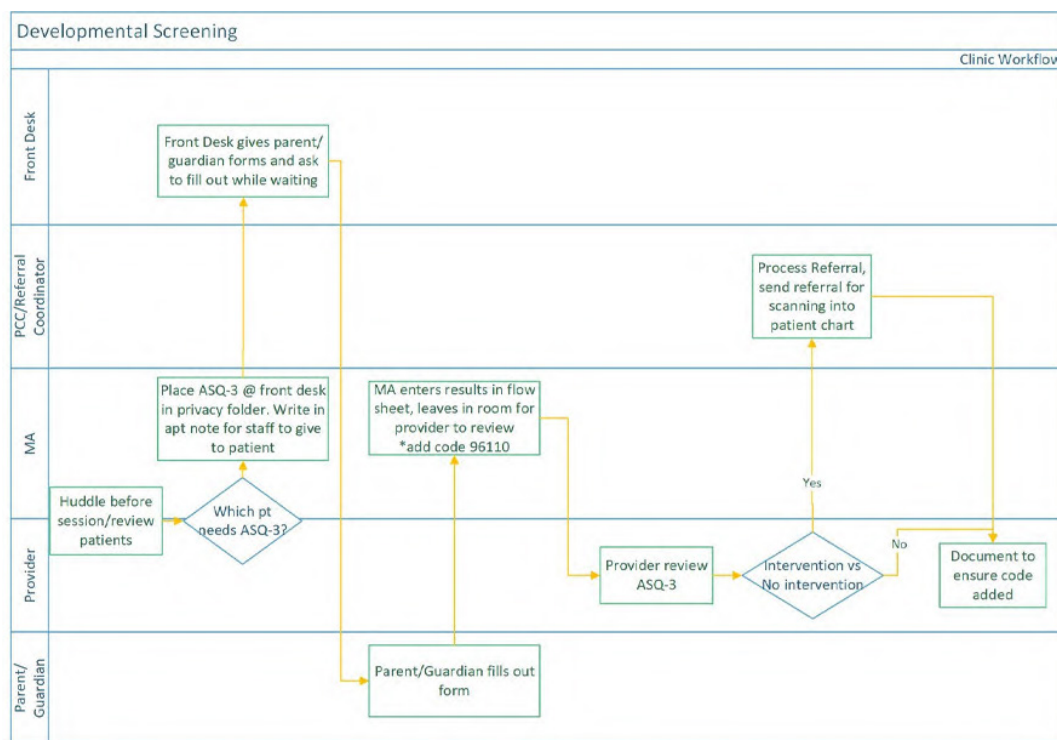 Developmental Screening
Clinic Workflow
Front Desk
Front Desk gives parent/
guardian forms and ask
to fill out while waiting
PCC/Referral
Coordinator
Process Referral,
send referral for
scanning into
patient chart
MA
Place ASQ-3 @ front desk
in privacy folder. Write in
apt note for staff to give
to patient
MA enters results in flow
sheet, leaves in room for
provider to review
*add code 96110
Yes
Huddle before
session/review
patients
Which pt
needs ASQ-3?
Provider
Provider review
ASQ-3
Intervention vs
No intervention
No
Document to
ensure code
added
Parent/
Guardian
Parent/Guardian fills out
form